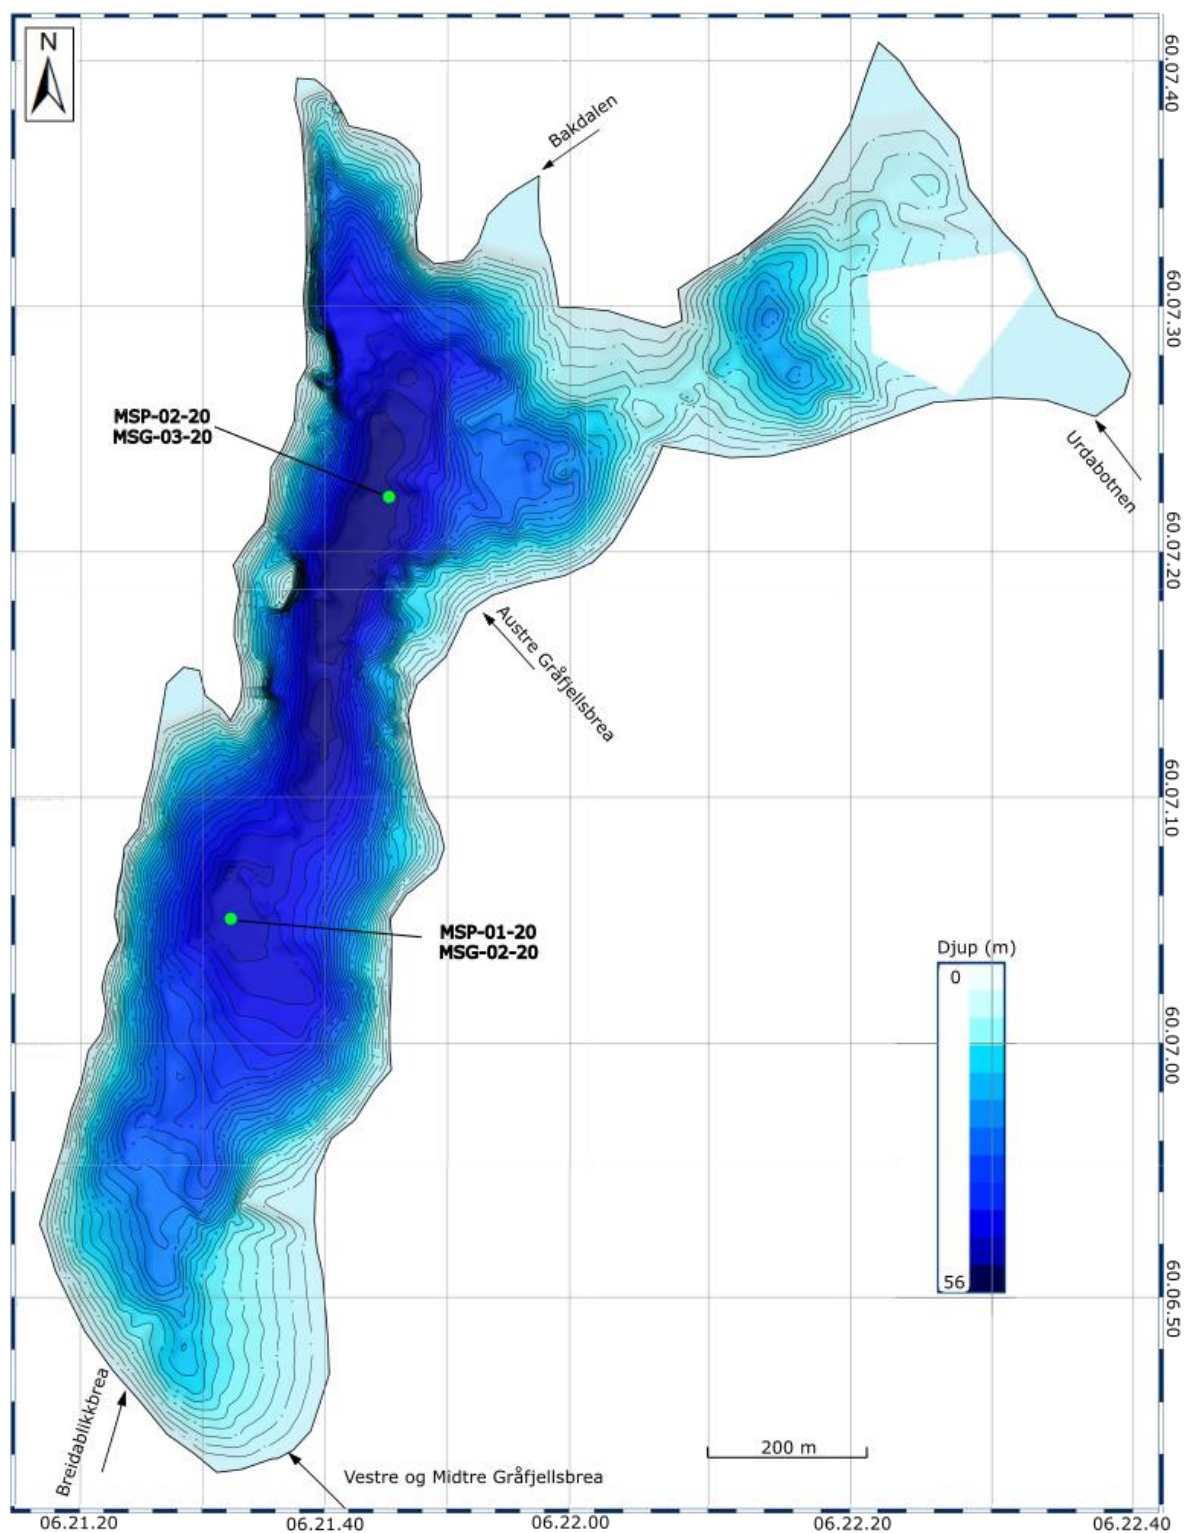 N
60.07.40
Bakdalen
60.07.30
MSP-02-20
MSG-03-20
Urdabotnen
60.07.20
Austre Gråfjellsbrea
60.07.10
MSP-01-20
MSG-02-20
Djup (m)
0
60.07.00
56
60.06.50
Breidablikkbrea
200 m
Vestre og Midtre Gråfjellsbrea
06.21.20
06.21.40
06.22.00
06.22.20
06.22.40